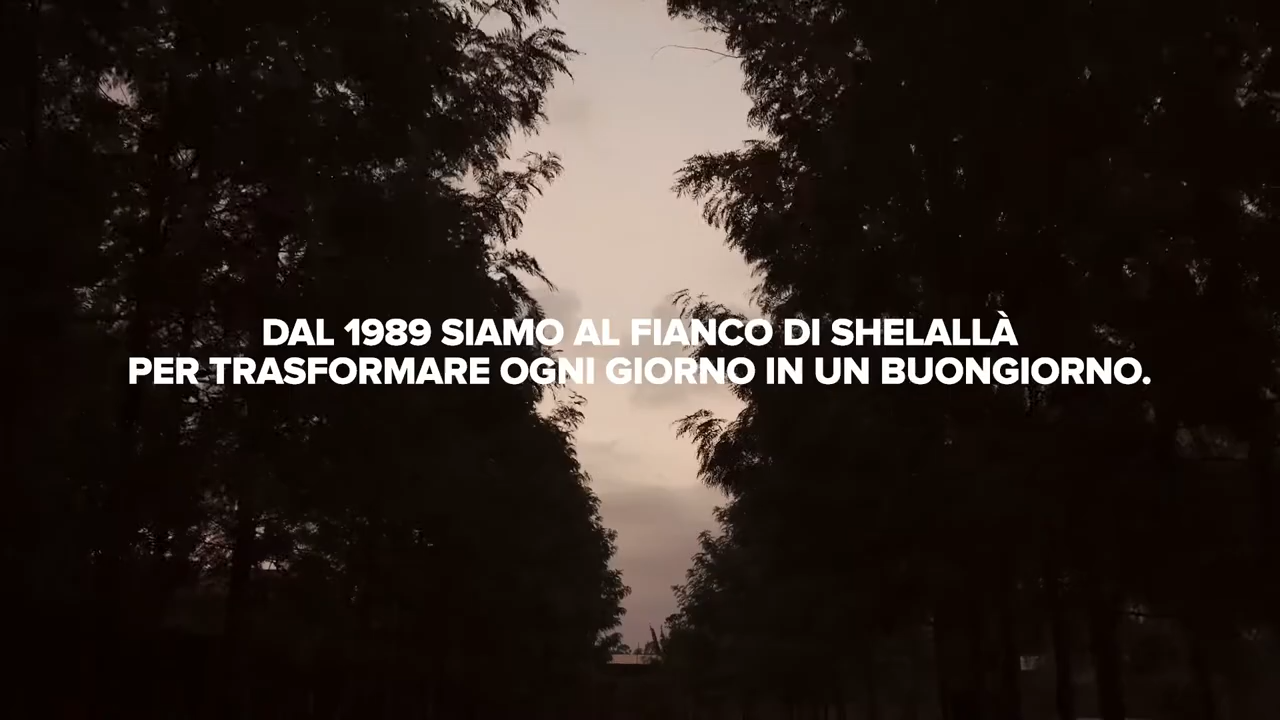 DAL 1989 SIAMO AL FIANCO DI SHELALLÀ
PER TRASFORMARE OGNI GIORNO IN UN BUONGIORNO.